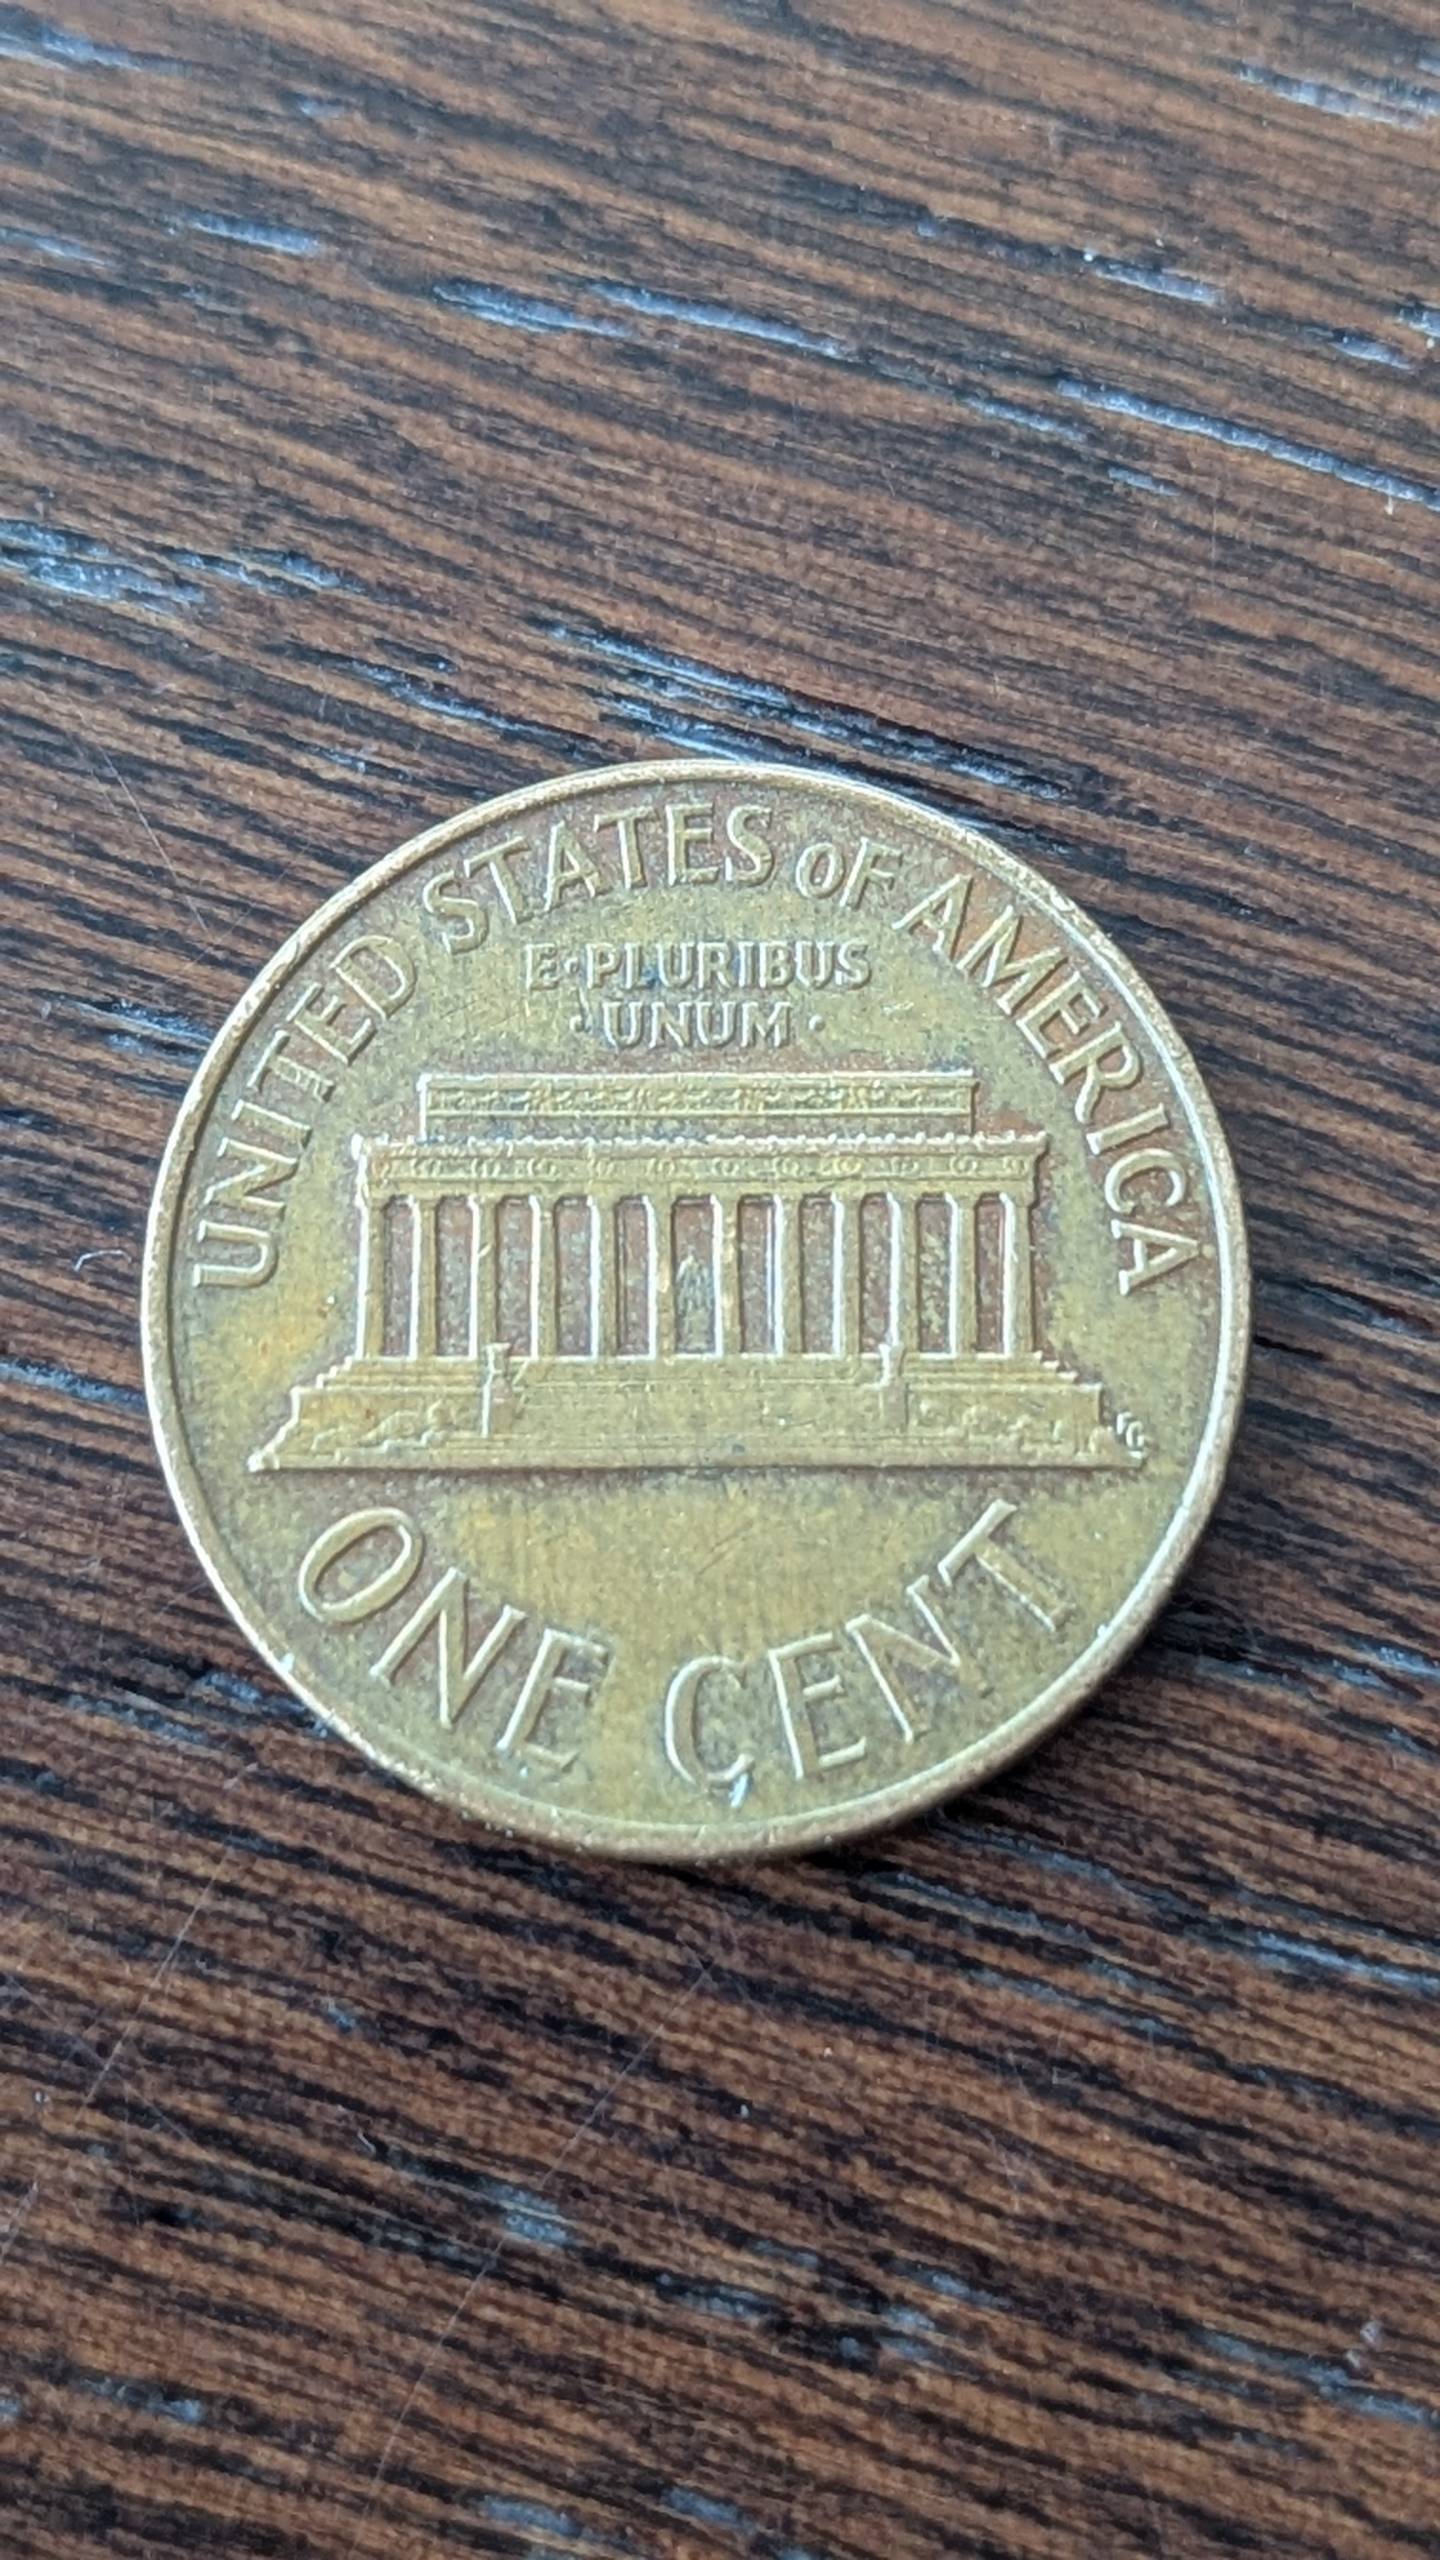 UNITED STATES OF AMERICA
E·PLURIBUS
·UNUM·
ONE CENT